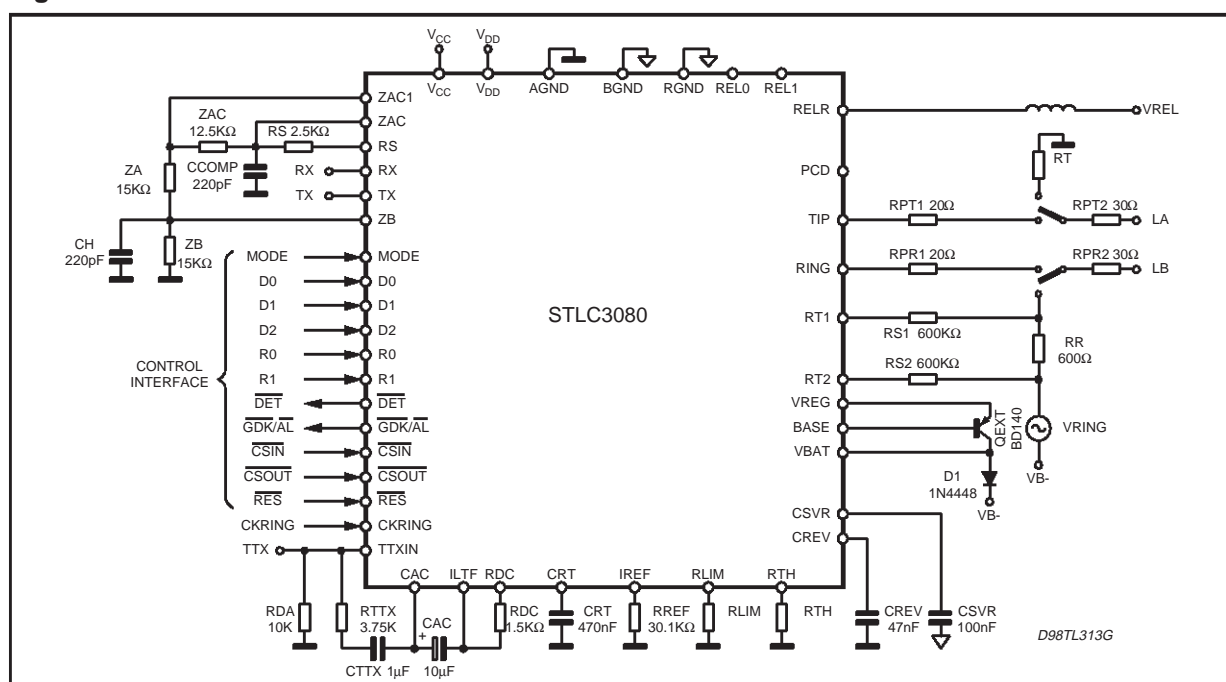 VCC
VDD
VCC
VDD
AGND
BGND
RGND
REL0
REL1
ZAC1
ZAC
RS
RX
TX
ZB
ZAC
12.5KΩ
RS 2.5KΩ
ZA
15KΩ
CCOMP
220pF
RX
TX
CH
220pF
ZB
15KΩ
CONTROL
INTERFACE
MODE
D0
D1
D2
R0
R1
DET
GDK/AL
CSIN
CSOUT
RES
CKRING
TTX
MODE
D0
D1
D2
R0
R1
DET
GDK/AL
CSIN
CSOUT
RES
CKRING
TTXIN
STLC3080
RELR
PCD
TIP
RING
RT1
RT2
VREG
BASE
VBAT
CSVR
CREV
VREL
RT
RPT1 20Ω
RPT2 30Ω
LA
RPR1 20Ω
RPR2 30Ω
LB
RS1 600KΩ
RR
600Ω
RS2 600KΩ
QEXT
BD140
VRING
VB-
D1
1N4448
VB-
CAC
ILTF
RDC
CRT
IREF
RLIM
RTH
RDA
10K
RTTX
3.75K
CAC
+
10µF
CTTX 1µF
RDC
1.5KΩ
CRT
470nF
RREF
30.1KΩ
RLIM
RTH
CREV
47nF
CSVR
100nF
D98TL313G